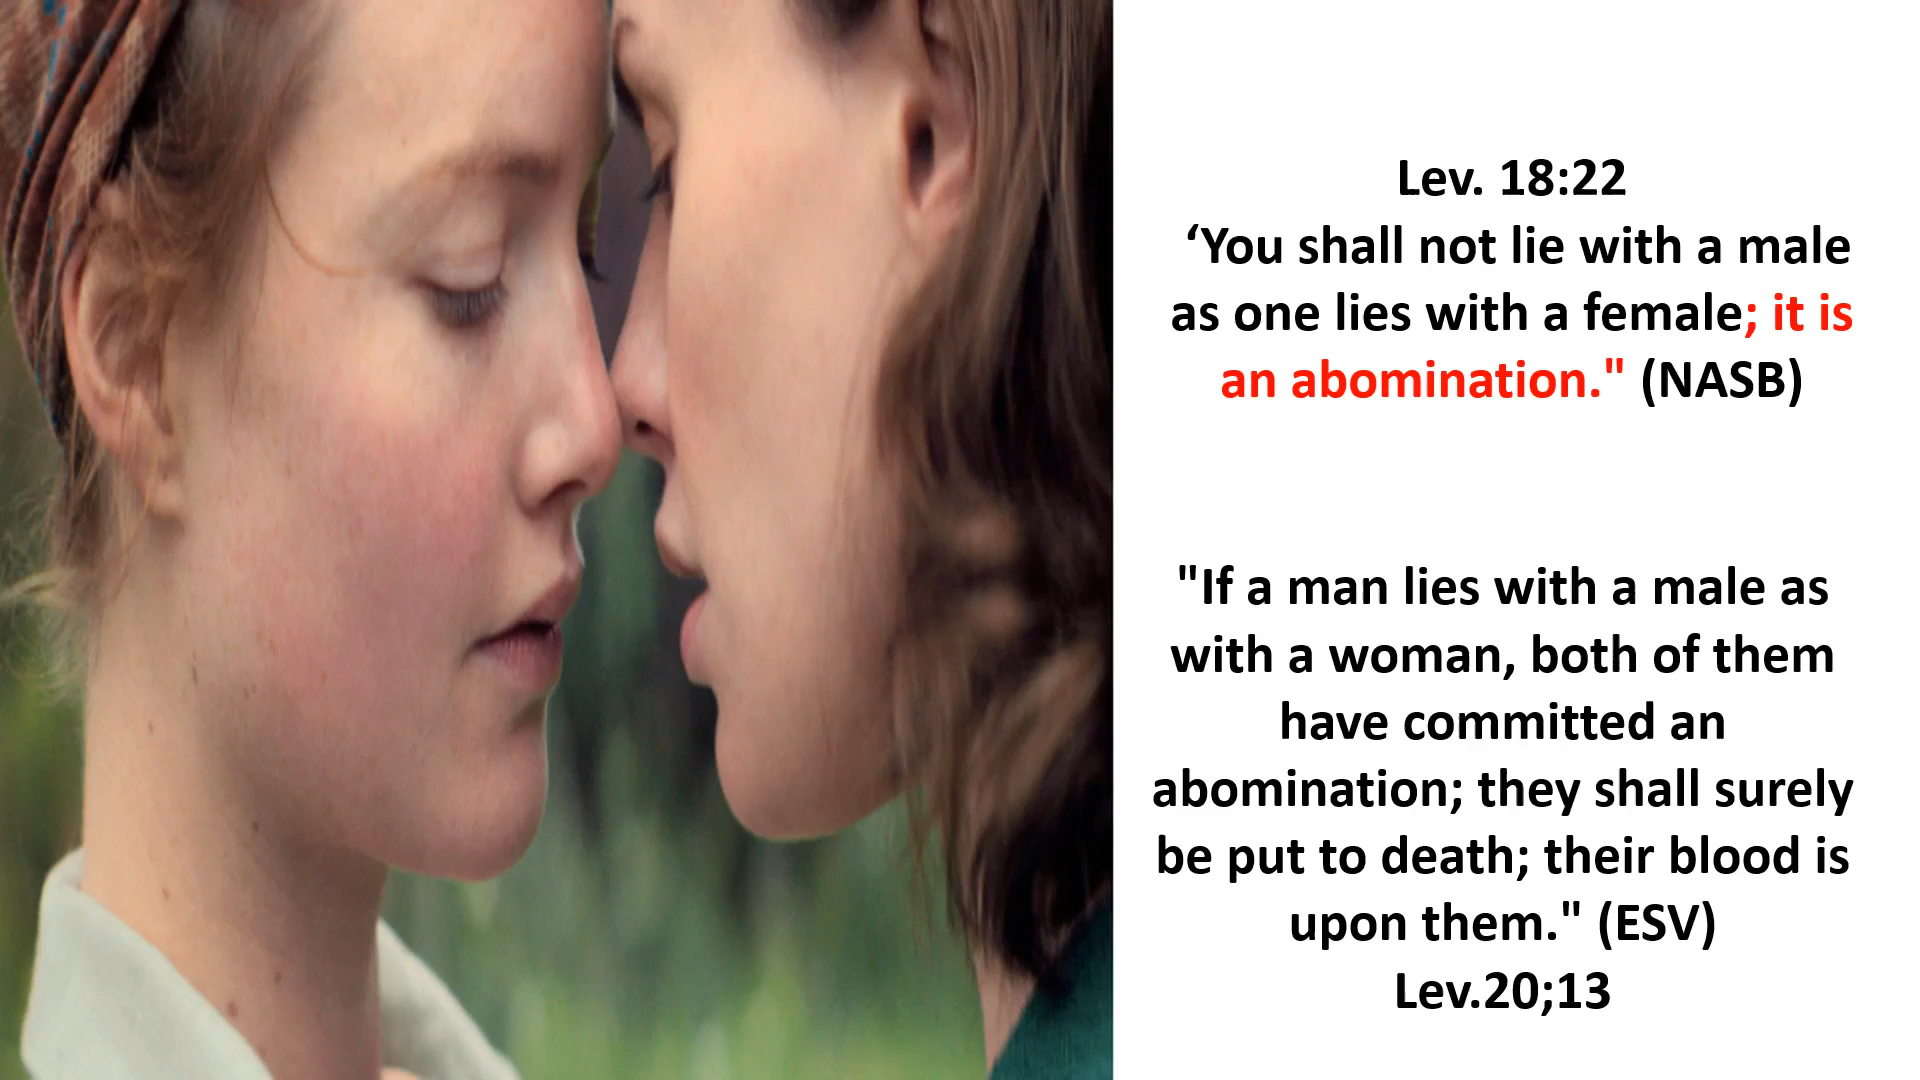 Lev. 18:22
‘You shall not lie with a male
as one lies with a female; it is
an abomination." (NASB)
"If a man lies with a male as
with a woman, both of them
have committed an
abomination; they shall surely
be put to death; their blood is
upon them." (ESV)
Lev.20;13